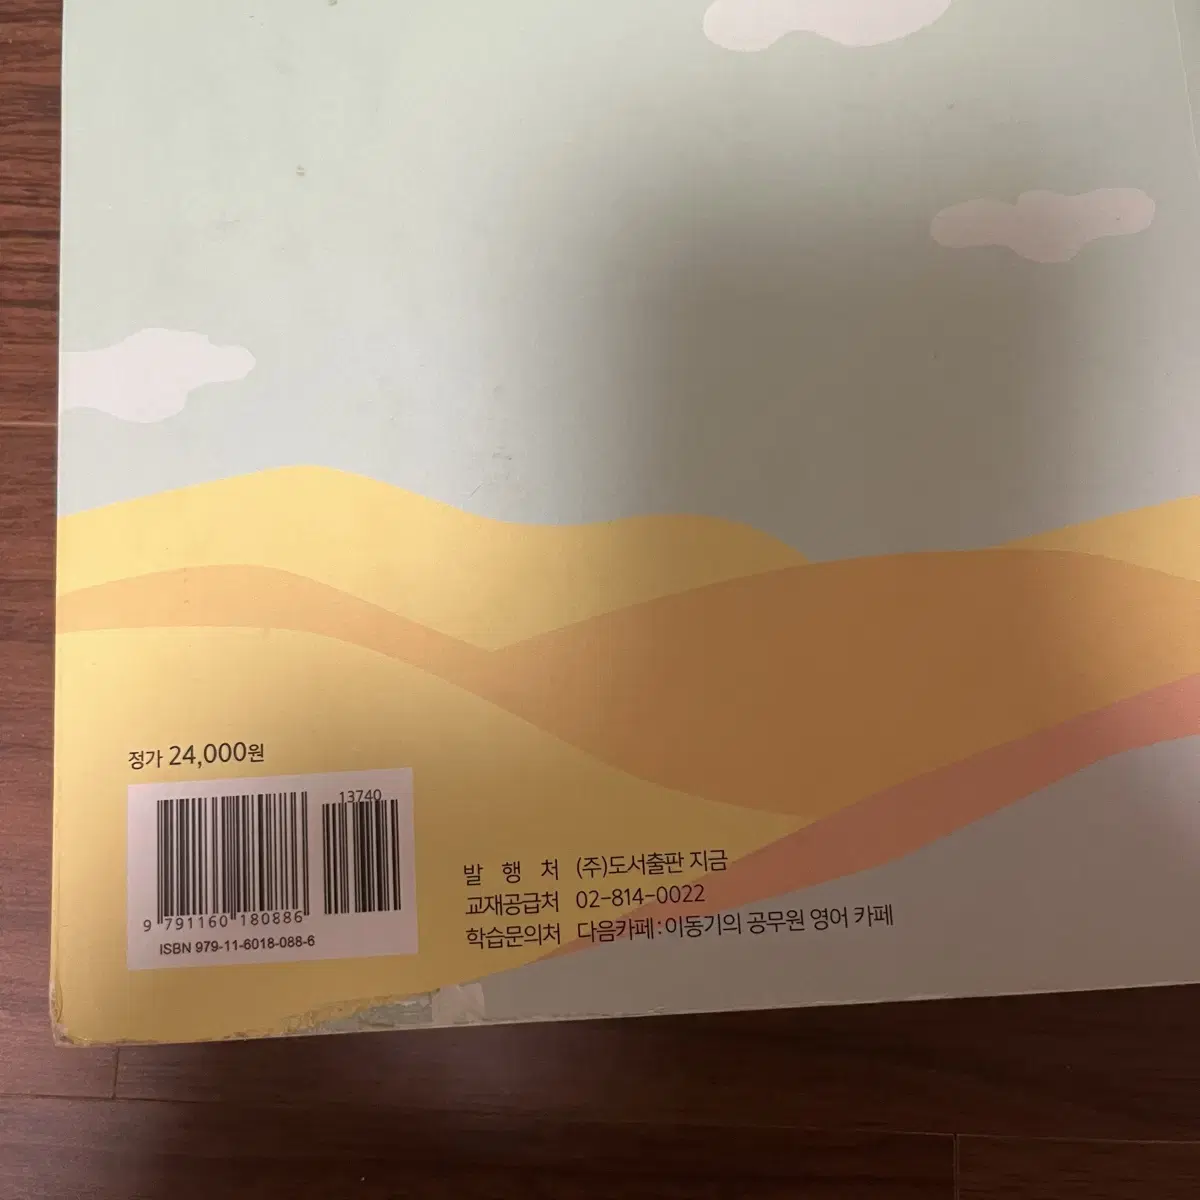 정가 24,000원
13740
9 791160 180886
ISBN 979-11-6018-088-6
발 행 처 (주)도서출판 지금
교재공급처 02-814-0022
학습문의처 다음카페:이동기의 공무원 영어 카페